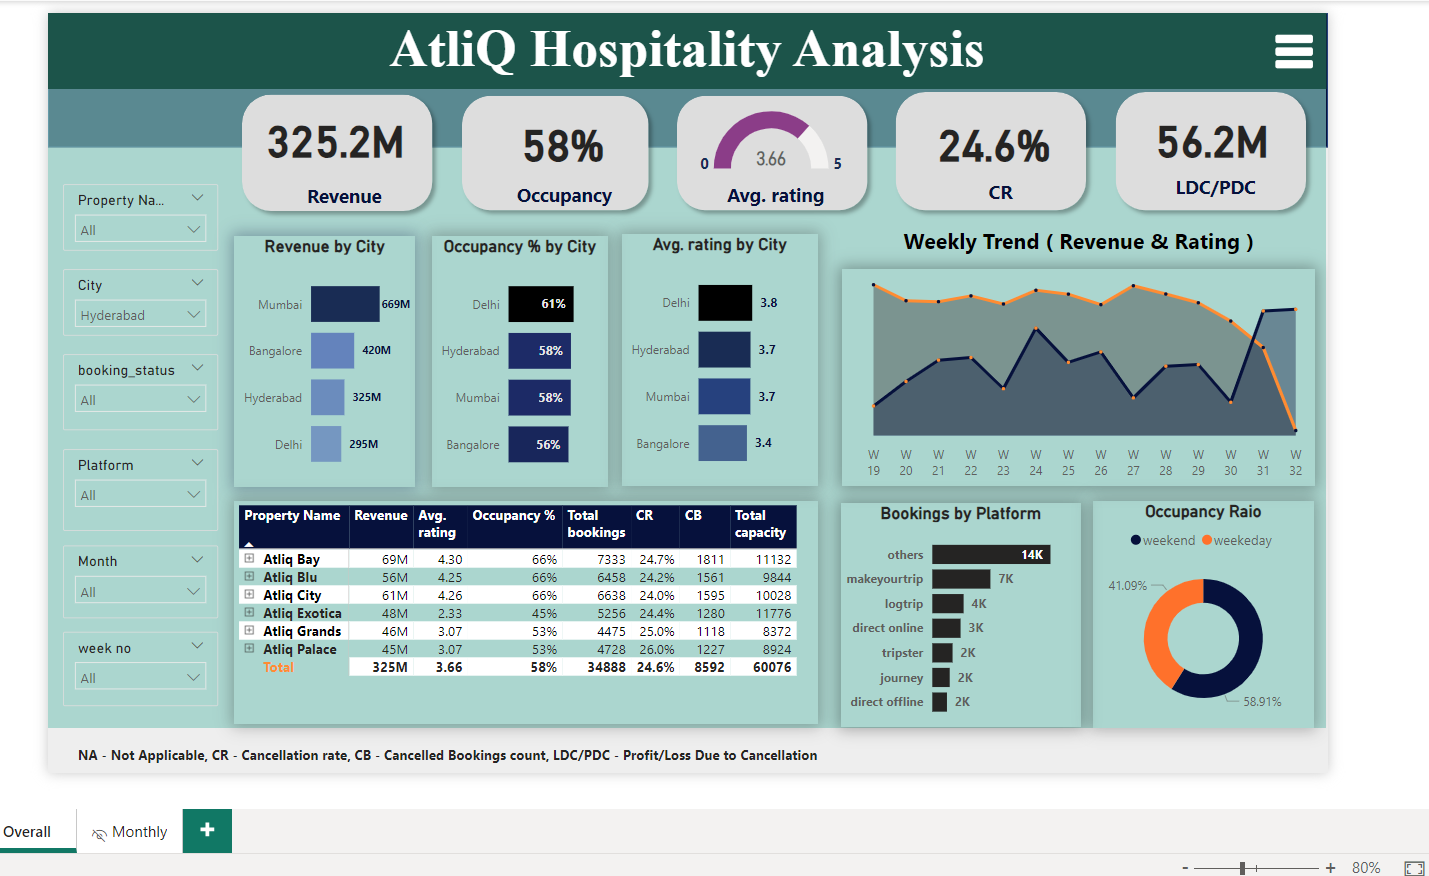 AtliQ Hospitality Analysis
325.2M
Revenue
58%
Occupancy
0 3.66 5
Avg. rating
24.6%
CR
56.2M
LDC/PDC
Property Na...
All
City
Hyderabad
booking_status
All
Platform
All
Month
All
week no
All
Revenue by City
Mumbai 669M
Bangalore 420M
Hyderabad 325M
Delhi 295M
Occupancy % by City
Delhi 61%
Hyderabad 58%
Mumbai 58%
Bangalore 56%
Avg. rating by City
Delhi 3.8
Hyderabad 3.7
Mumbai 3.7
Bangalore 3.4
Weekly Trend ( Revenue & Rating )
W W W W W W W W W W W W W W
19 20 21 22 23 24 25 26 27 28 29 30 31 32
Property Name Revenue Avg. rating Occupancy % Total bookings CR CB Total capacity
Atliq Bay 69M 4.30 66% 7333 24.7% 1811 11132
Atliq Blu 56M 4.25 66% 6458 24.2% 1561 9844
Atliq City 61M 4.26 66% 6638 24.0% 1595 10028
Atliq Exotica 48M 2.33 45% 5256 24.4% 1280 11776
Atliq Grands 46M 3.07 53% 4475 25.0% 1118 8372
Atliq Palace 45M 3.07 53% 4728 26.0% 1227 8924
Total 325M 3.66 58% 34888 24.6% 8592 60076
Bookings by Platform
others 14K
makeyourtrip 7K
logtrip 4K
direct online 3K
tripster 2K
journey 2K
direct offline 2K
Occupancy Raio
weekend weekeday
41.09%
58.91%
NA - Not Applicable, CR - Cancellation rate, CB - Cancelled Bookings count, LDC/PDC - Profit/Loss Due to Cancellation
Overall
Monthly
+
- + 80%